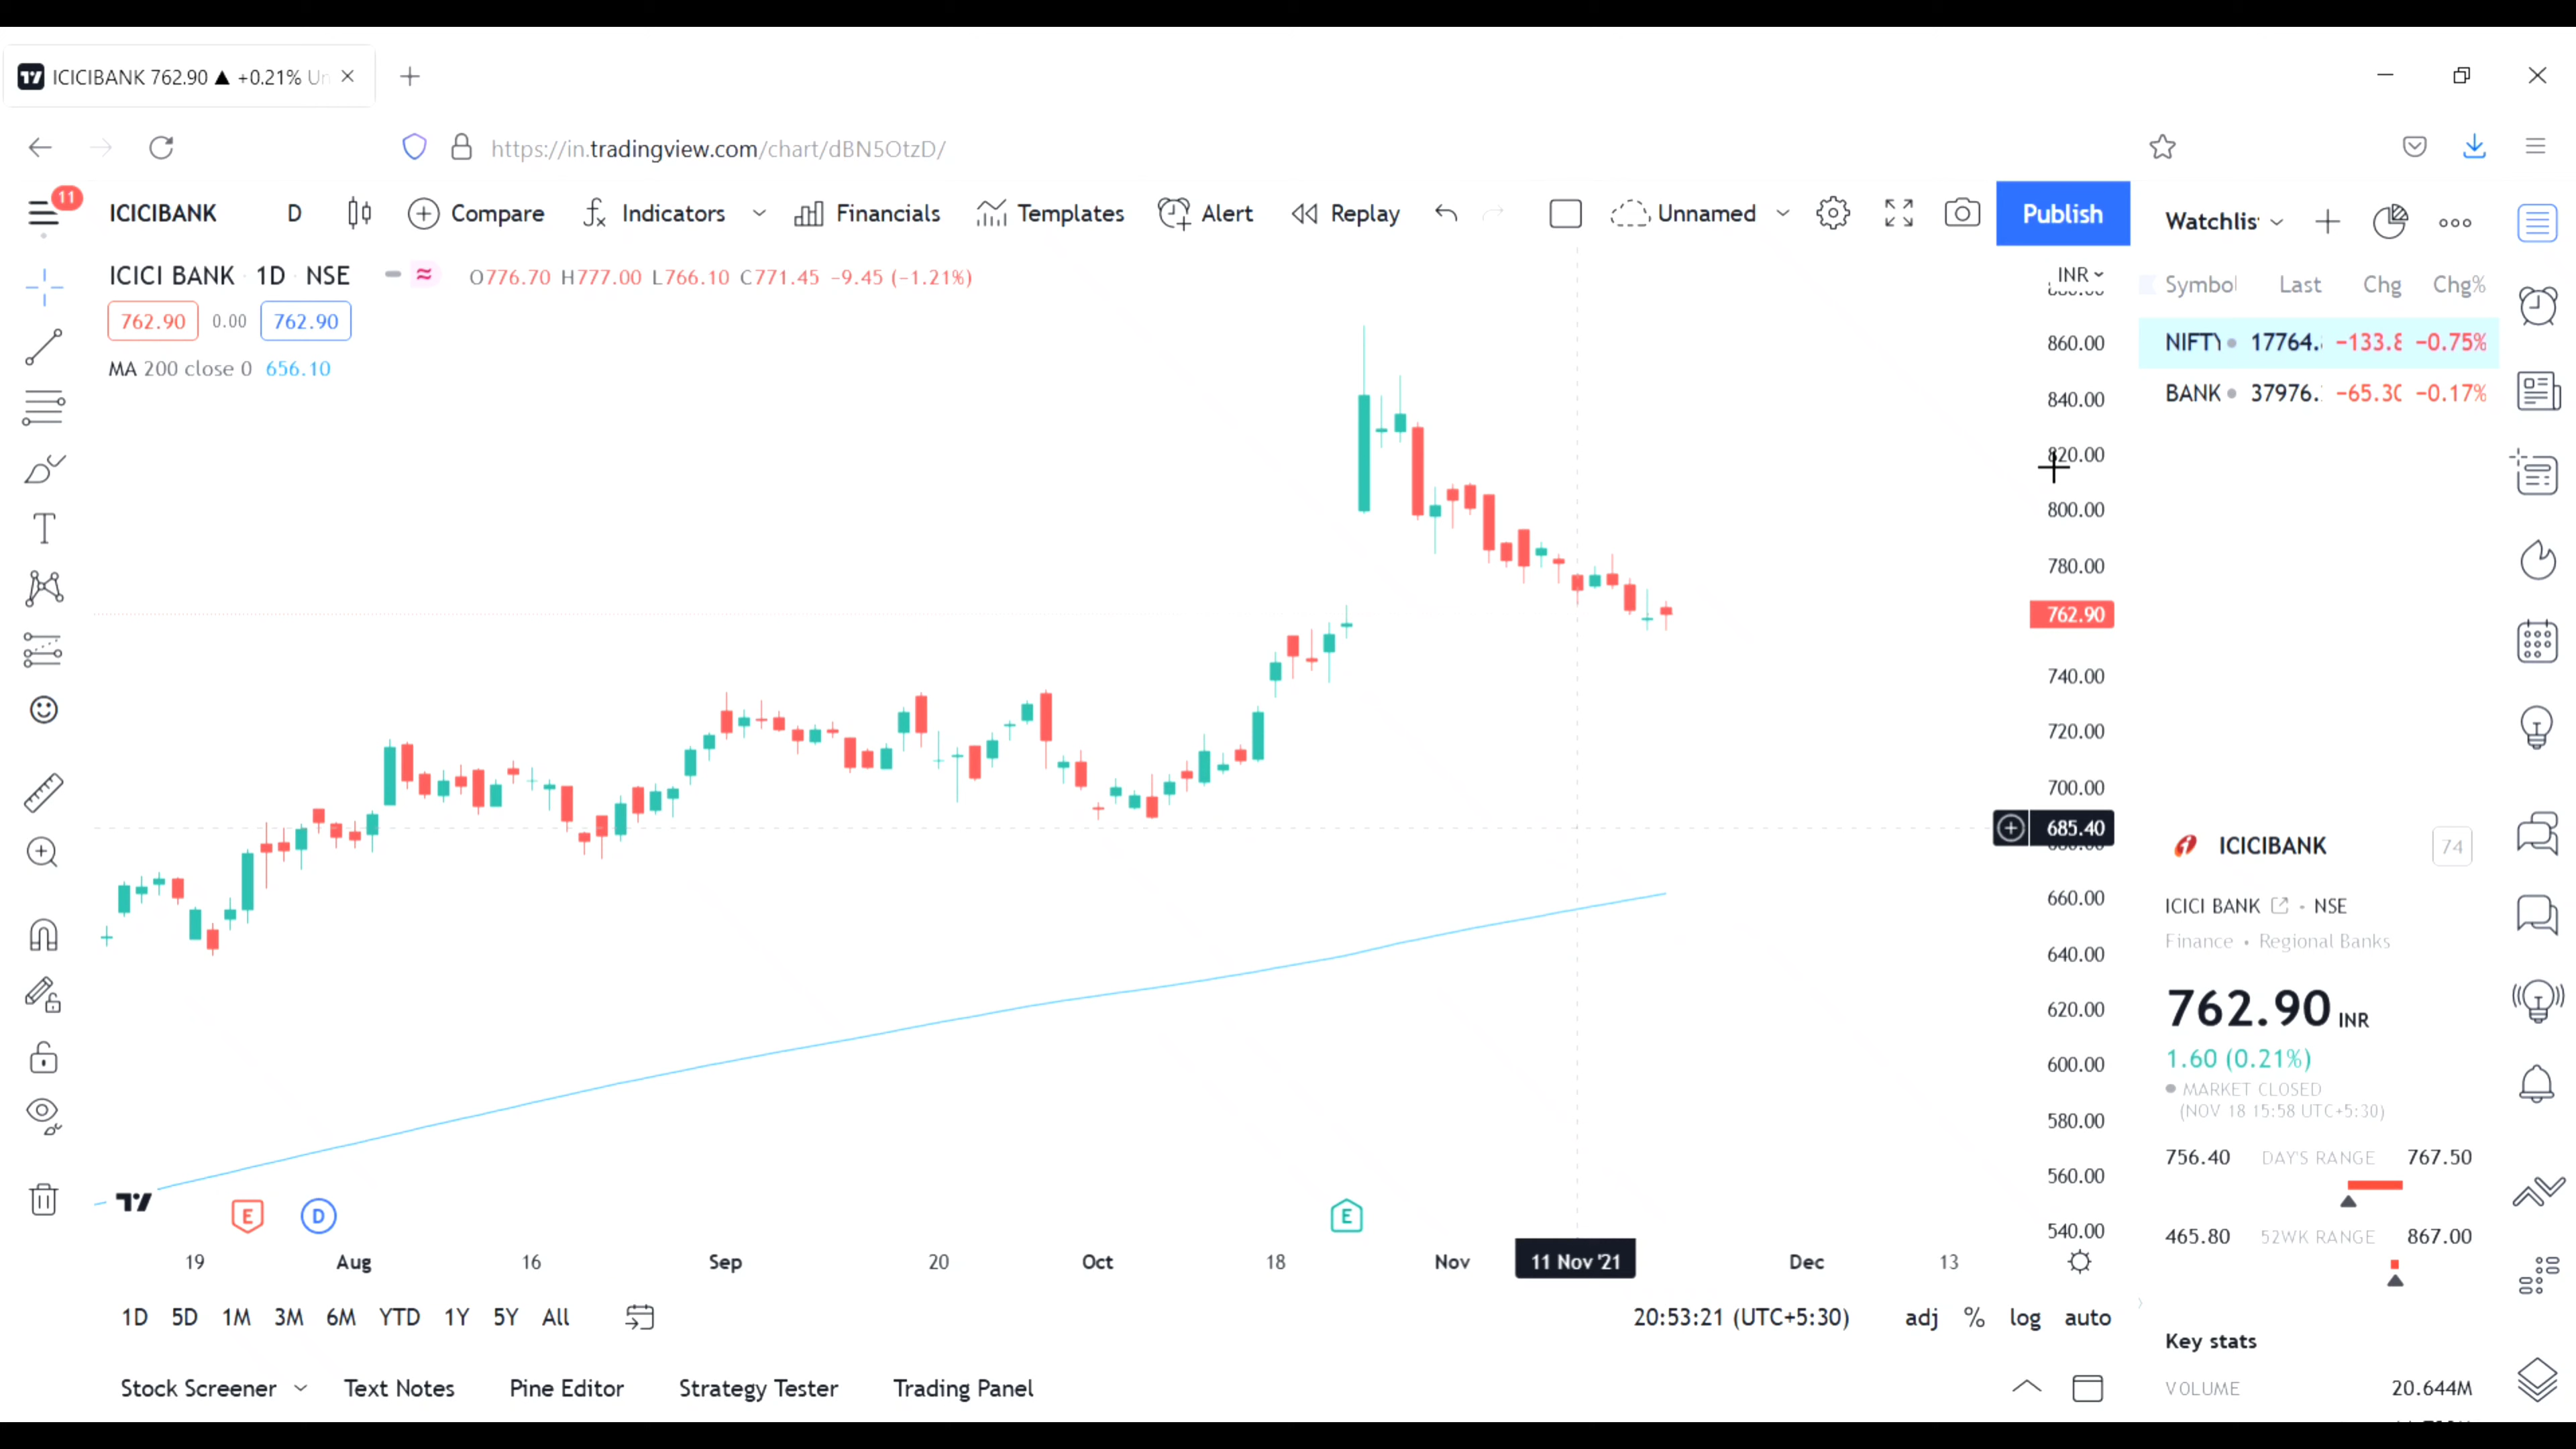 ICICIBANK 762.90 ▲ +0.21% Un
https://in.tradingview.com/chart/dBN5OtzD/
11
ICICIBANK D Compare Indicators Financials Templates Alert Replay Unnamed Publish
ICICI BANK · 1D · NSE O776.70 H777.00 L766.10 C771.45 −9.45 (−1.21%)
762.90 0.00 762.90
MA 200 close 0 656.10
INR
860.00
840.00
820.00
800.00
780.00
762.90
740.00
720.00
700.00
685.40
660.00
640.00
620.00
600.00
580.00
560.00
540.00
E D E
19 Aug 16 Sep 20 Oct 18 Nov 11 Nov '21 Dec 13
1D 5D 1M 3M 6M YTD 1Y 5Y All 20:53:21 (UTC+5:30) adj % log auto
Stock Screener Text Notes Pine Editor Strategy Tester Trading Panel
Watchlis
Symbol Last Chg Chg%
NIFTY 17764. −133.8 −0.75%
BANK 37976. −65.30 −0.17%
ICICIBANK 74
ICICI BANK · NSE
Finance • Regional Banks
762.90 INR
1.60 (0.21%)
MARKET CLOSED
(NOV 18 15:58 UTC+5:30)
756.40 DAY'S RANGE 767.50
465.80 52WK RANGE 867.00
Key stats
VOLUME 20.644M